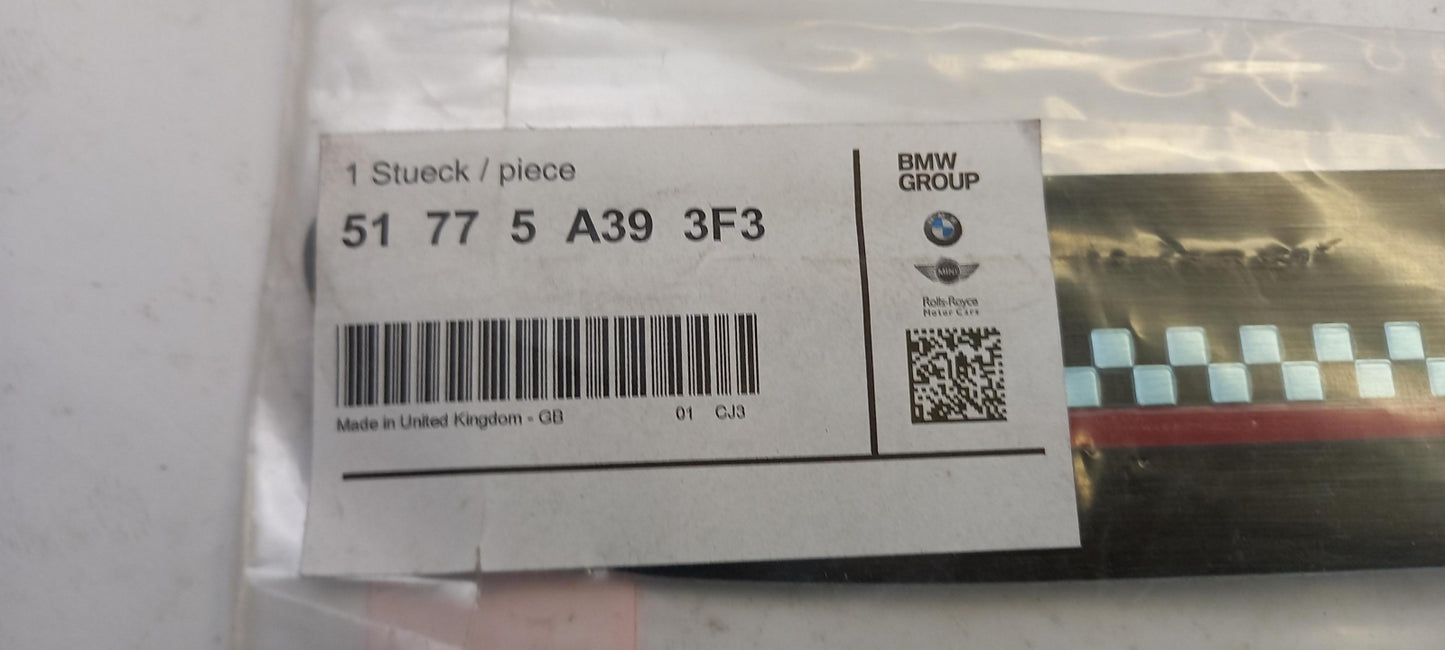 1 Stueck / piece
51 77 5 A39 3F3
Made in United Kingdom - GB 01 CJ3
BMW
GROUP
MINI
Rolls-Royce
Motor Cars